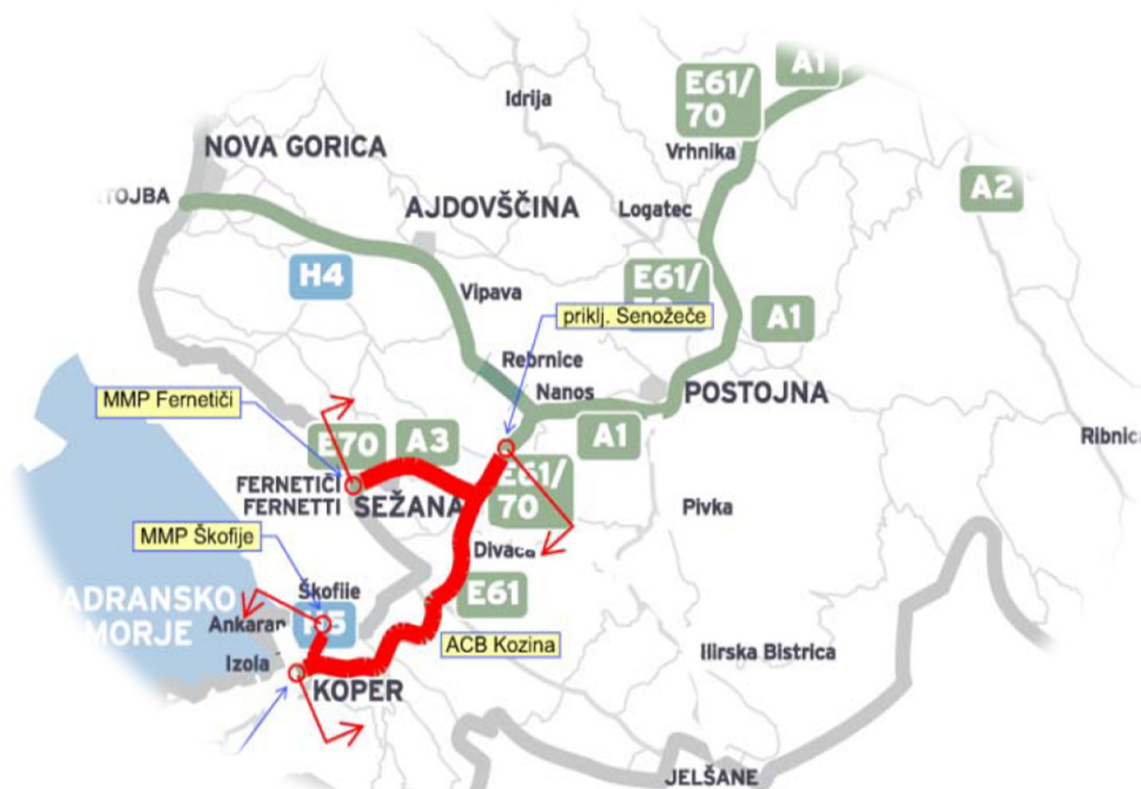 A1
E61/
70
Idrija
Vrhnika
NOVA GORICA
A2
TOJBA
AJDOVŠČINA
Logatec
H4
E61/
Vipava
priklj. Senožeče
A1
Rebrnice
Nanos
POSTOJNA
MMP Fernetiči
E70
A3
A1
Ribnica
FERNETIČI
FERNETTI
SEŽANA
E61/
70
Pivka
MMP Škofije
Divača
Škofije
E61
ADRANSKO
MORJE
Ankaran
H5
ACB Kozina
Izola
Ilirska Bistrica
KOPER
JELŠANE